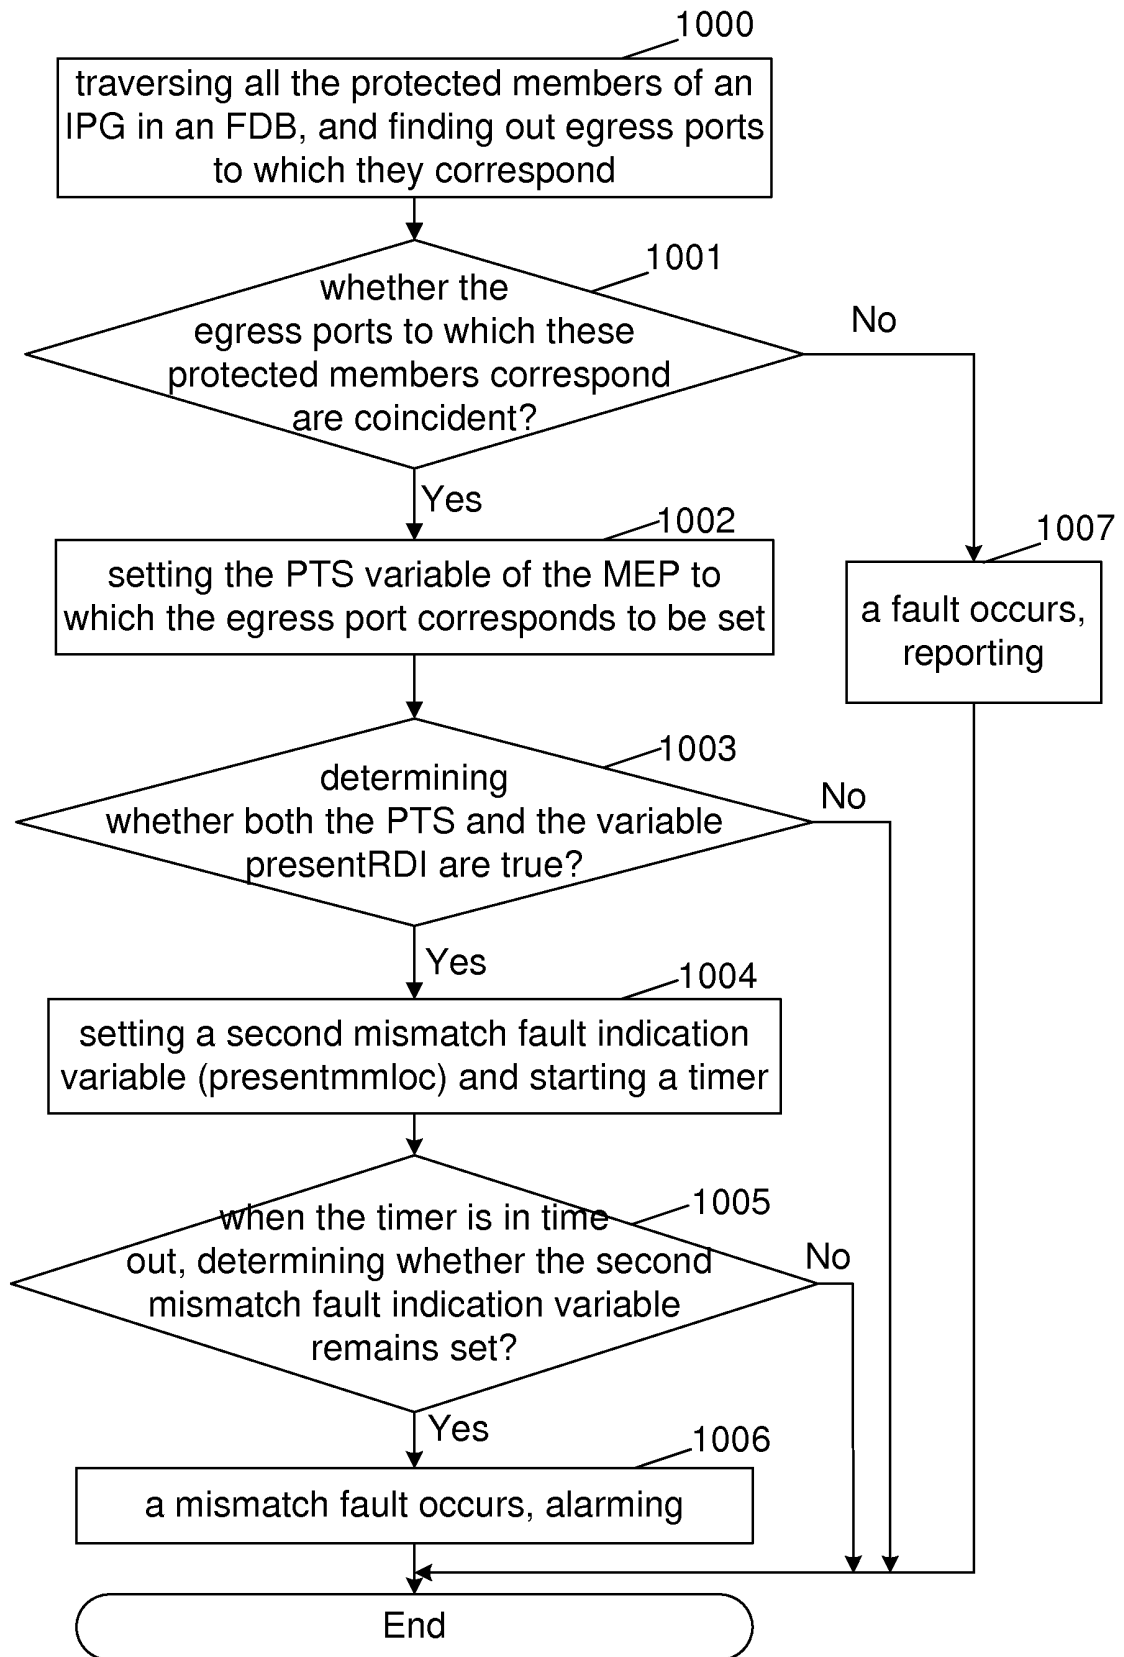 1000
traversing all the protected members of an
IPG in an FDB, and finding out egress ports
to which they correspond
1001
whether the
egress ports to which these
protected members correspond
are coincident?
No
Yes
1002
setting the PTS variable of the MEP to
which the egress port corresponds to be set
1007
a fault occurs,
reporting
1003
determining
whether both the PTS and the variable
presentRDI are true?
No
Yes
1004
setting a second mismatch fault indication
variable (presentmmloc) and starting a timer
1005
when the timer is in time
out, determining whether the second
mismatch fault indication variable
remains set?
No
Yes
1006
a mismatch fault occurs, alarming
End